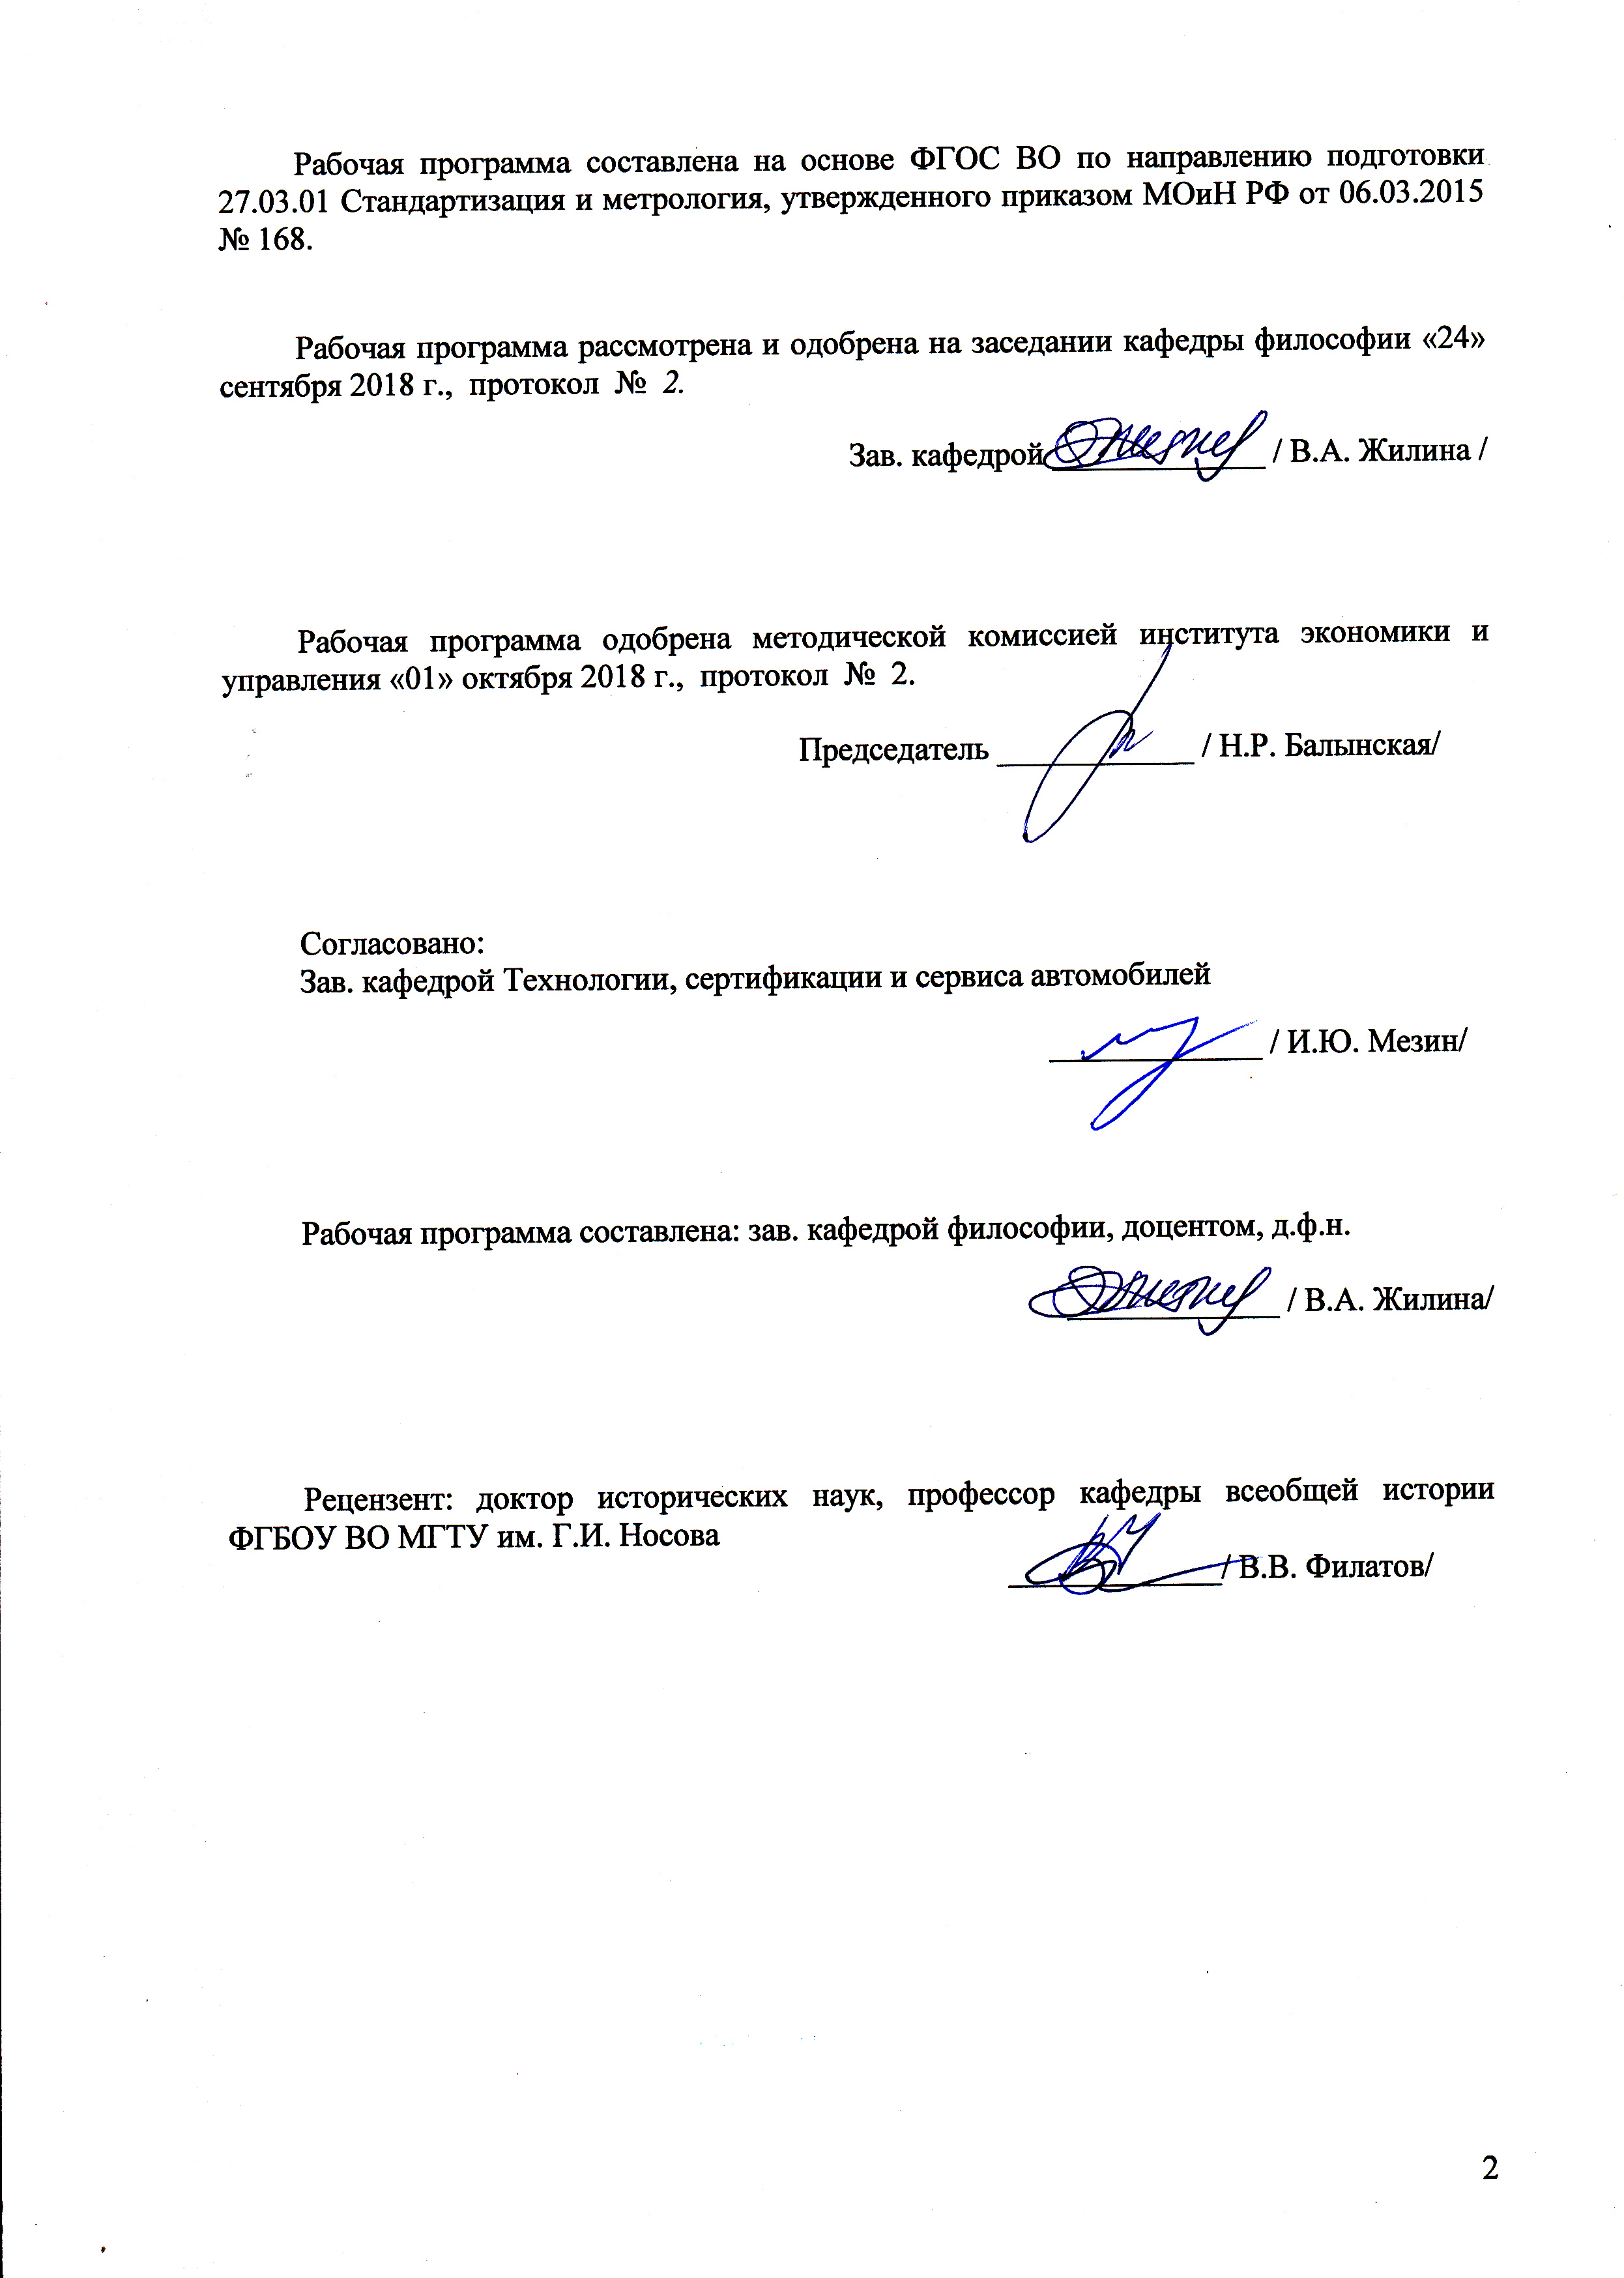 Рабочая программа составлена на основе ФГОС ВО по направлению подготовки
27.03.01 Стандартизация и метрология, утвержденного приказом МОиН РФ от 06.03.2015
№ 168.
Рабочая программа рассмотрена и одобрена на заседании кафедры философии «24»
сентября 2018 г., протокол № 2.
Зав. кафедрой / В.А. Жилина /
Рабочая программа одобрена методической комиссией института экономики и
управления «01» октября 2018 г., протокол № 2.
Председатель / Н.Р. Балынская/
Согласовано:
Зав. кафедрой Технологии, сертификации и сервиса автомобилей
/ И.Ю. Мезин/
Рабочая программа составлена: зав. кафедрой философии, доцентом, д.ф.н.
/ В.А. Жилина/
Рецензент: доктор исторических наук, профессор кафедры всеобщей истории
ФГБОУ ВО МГТУ им. Г.И. Носова
/ В.В. Филатов/
2